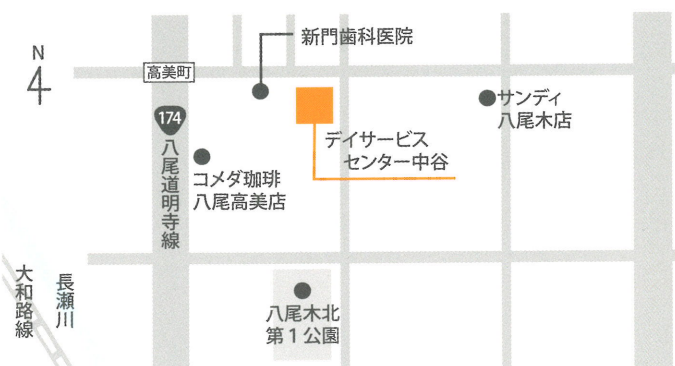 新門歯科医院
N
高美町
サンディ
八尾木店
174
八尾道明寺線
デイサービス
センター中谷
コメダ珈琲
八尾高美店
大和路線
長瀬川
八尾木北
第1公園